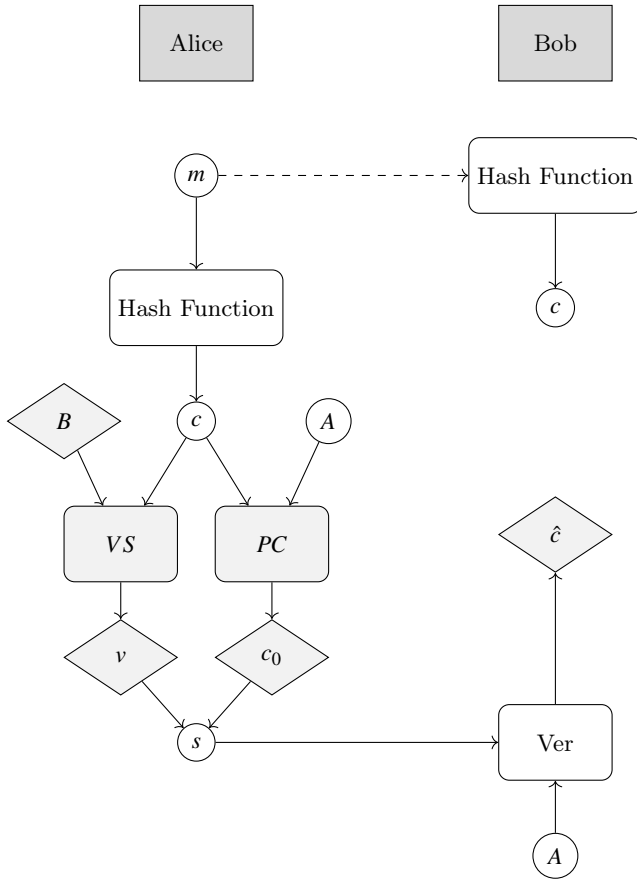 Alice Bob
m Hash Function
Hash Function c
B c A
VS PC ĉ
v c₀
s Ver
A